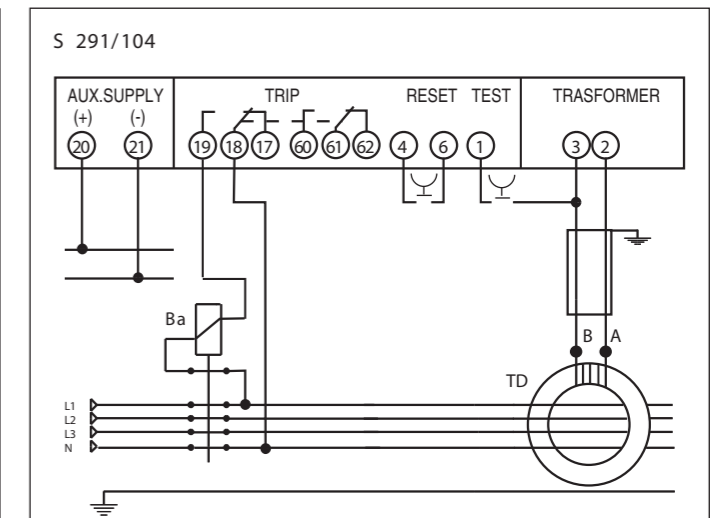 S 291/104
AUX.SUPPLY TRIP RESET TEST TRASFORMER
(+) (-)
20 21 19 18 17 60 61 62 4 6 1 3 2
Ba
B A
TD
L1
L2
L3
N